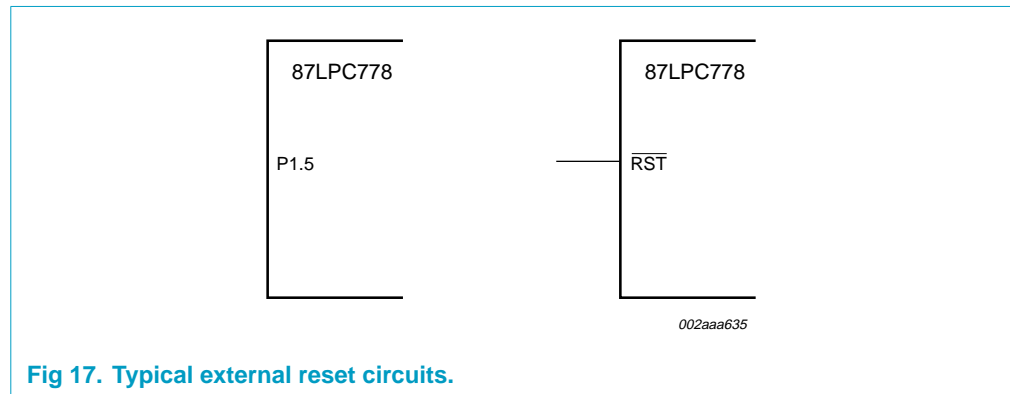 87LPC778
P1.5
87LPC778
RST
002aaa635
Fig 17. Typical external reset circuits.